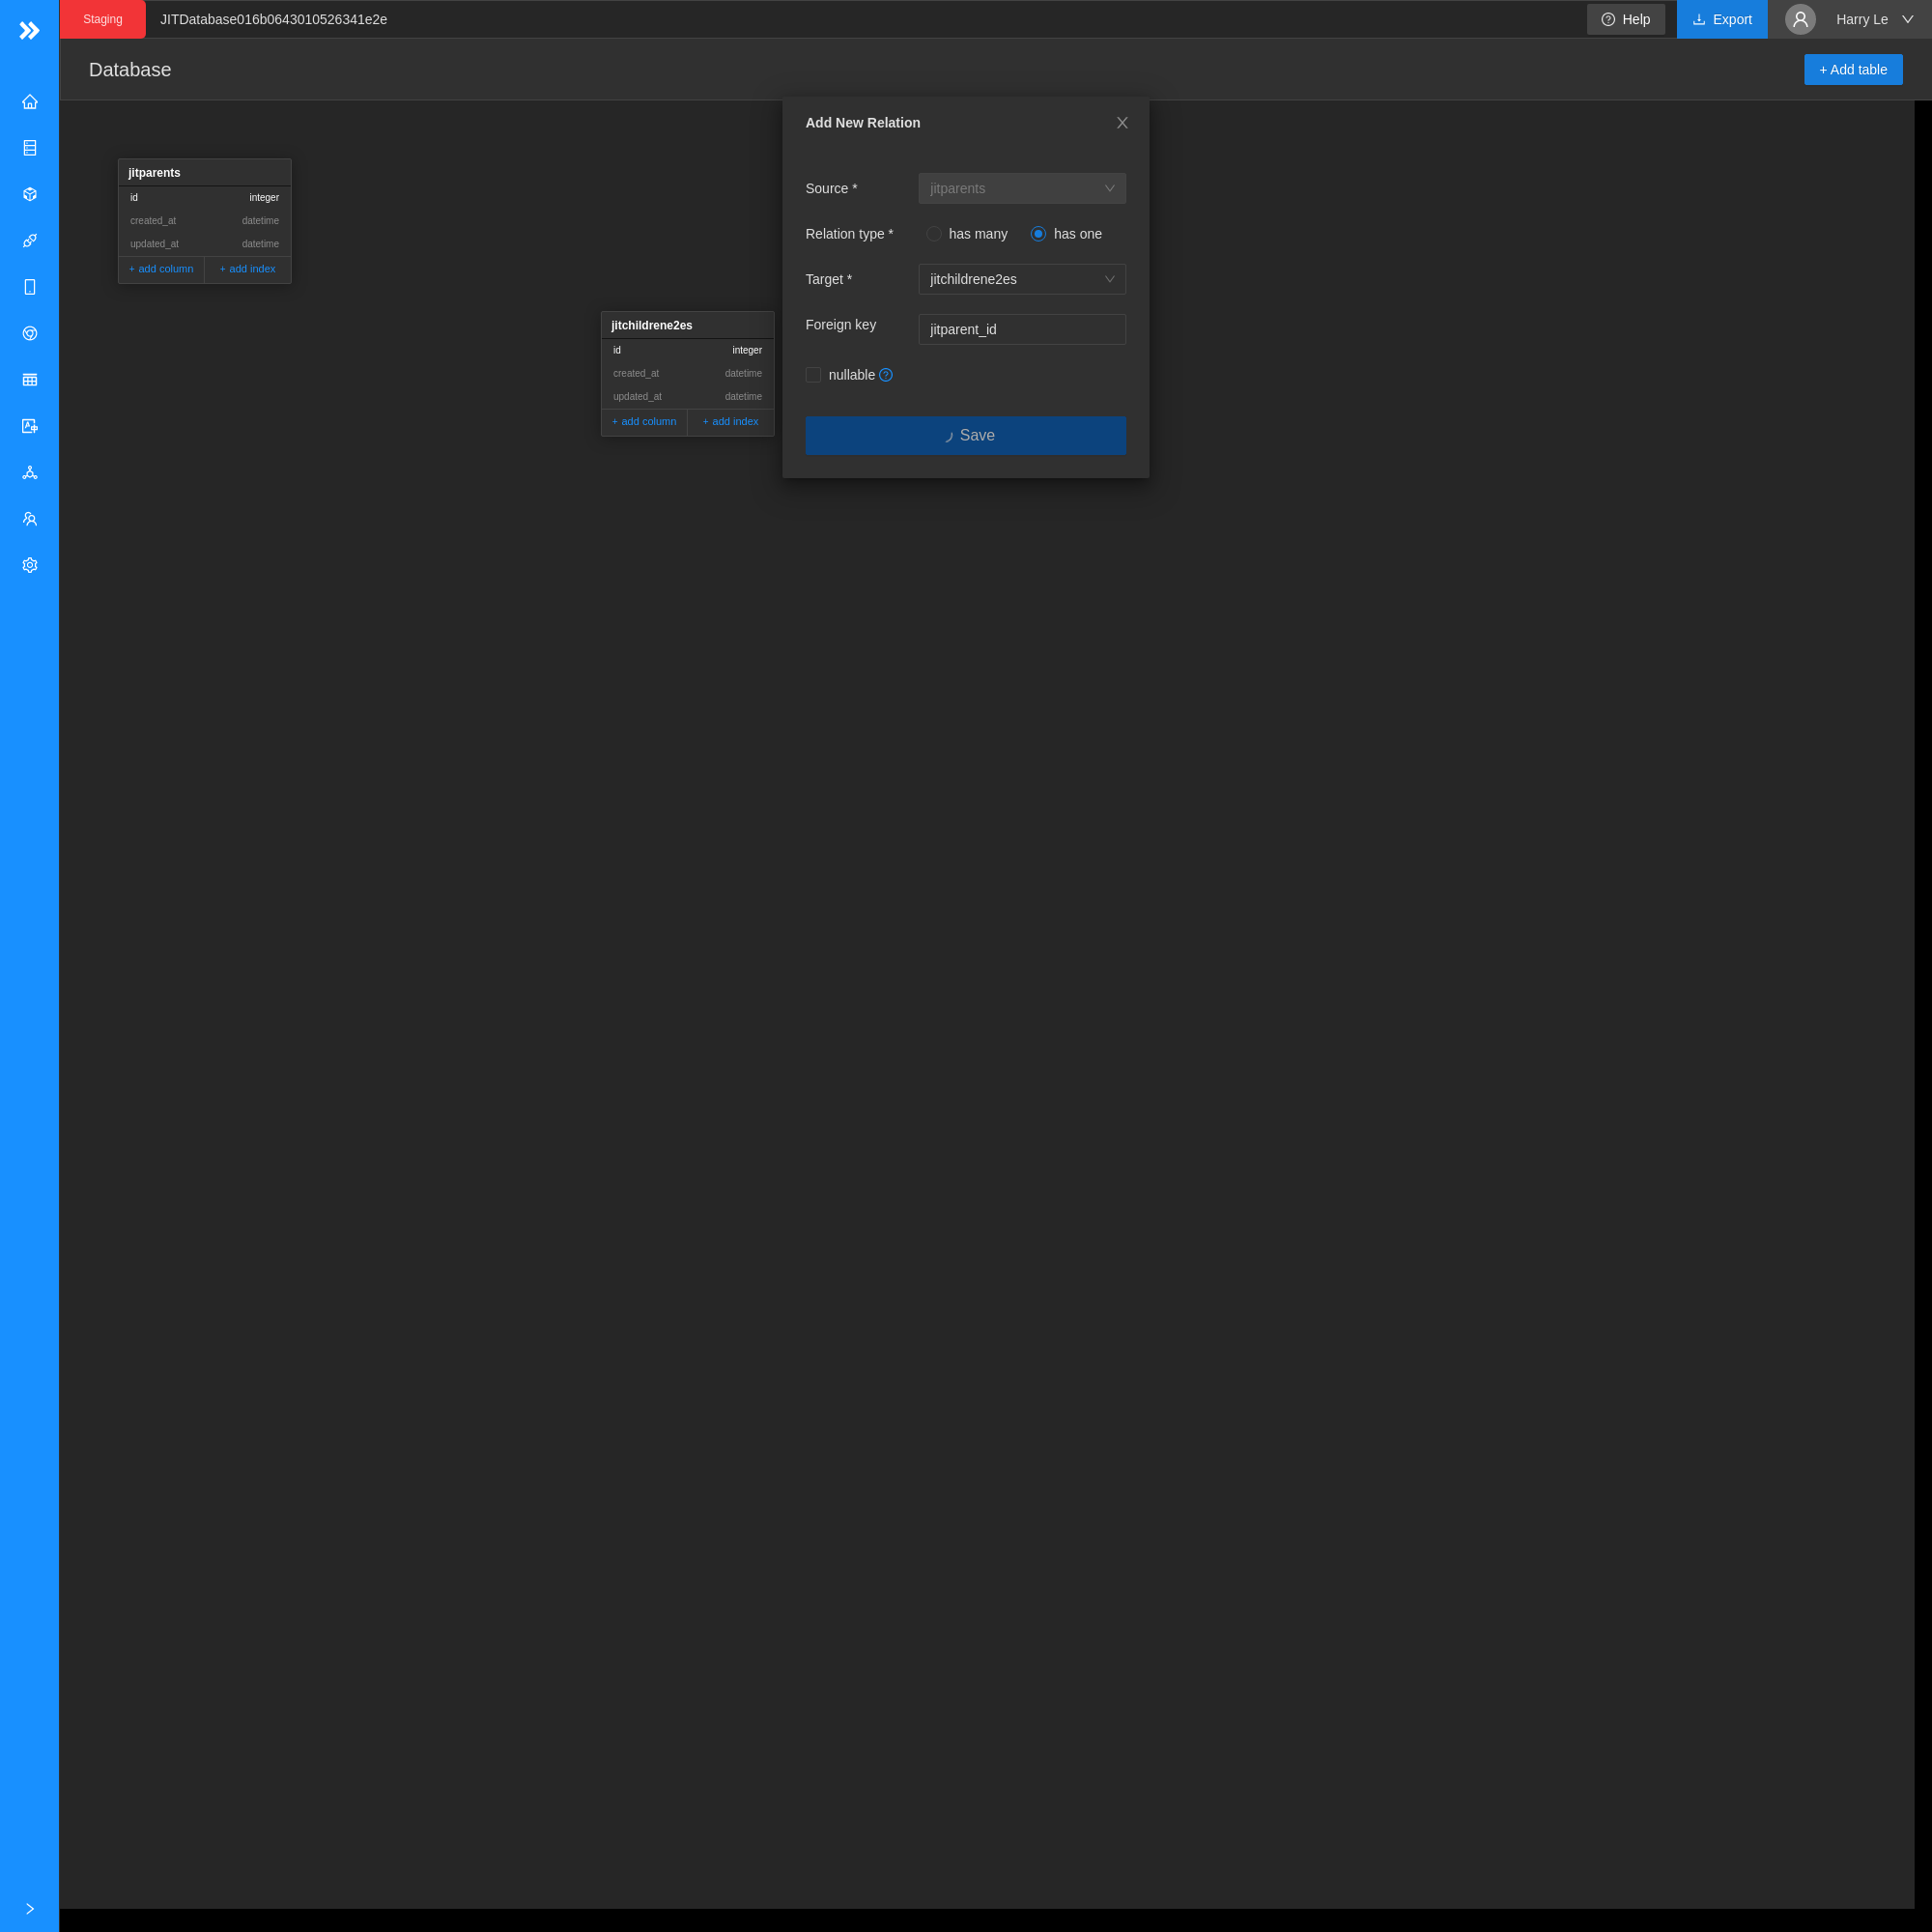 Staging JITDatabase016b0643010526341e2e Help Export Harry Le
Database + Add table
Add New Relation
Source * jitparents
Relation type * has many has one
Target * jitchildrene2es
Foreign key jitparent_id
nullable
Save
jitparents
id integer
created_at datetime
updated_at datetime
+ add column + add index
jitchildrene2es
id integer
created_at datetime
updated_at datetime
+ add column + add index